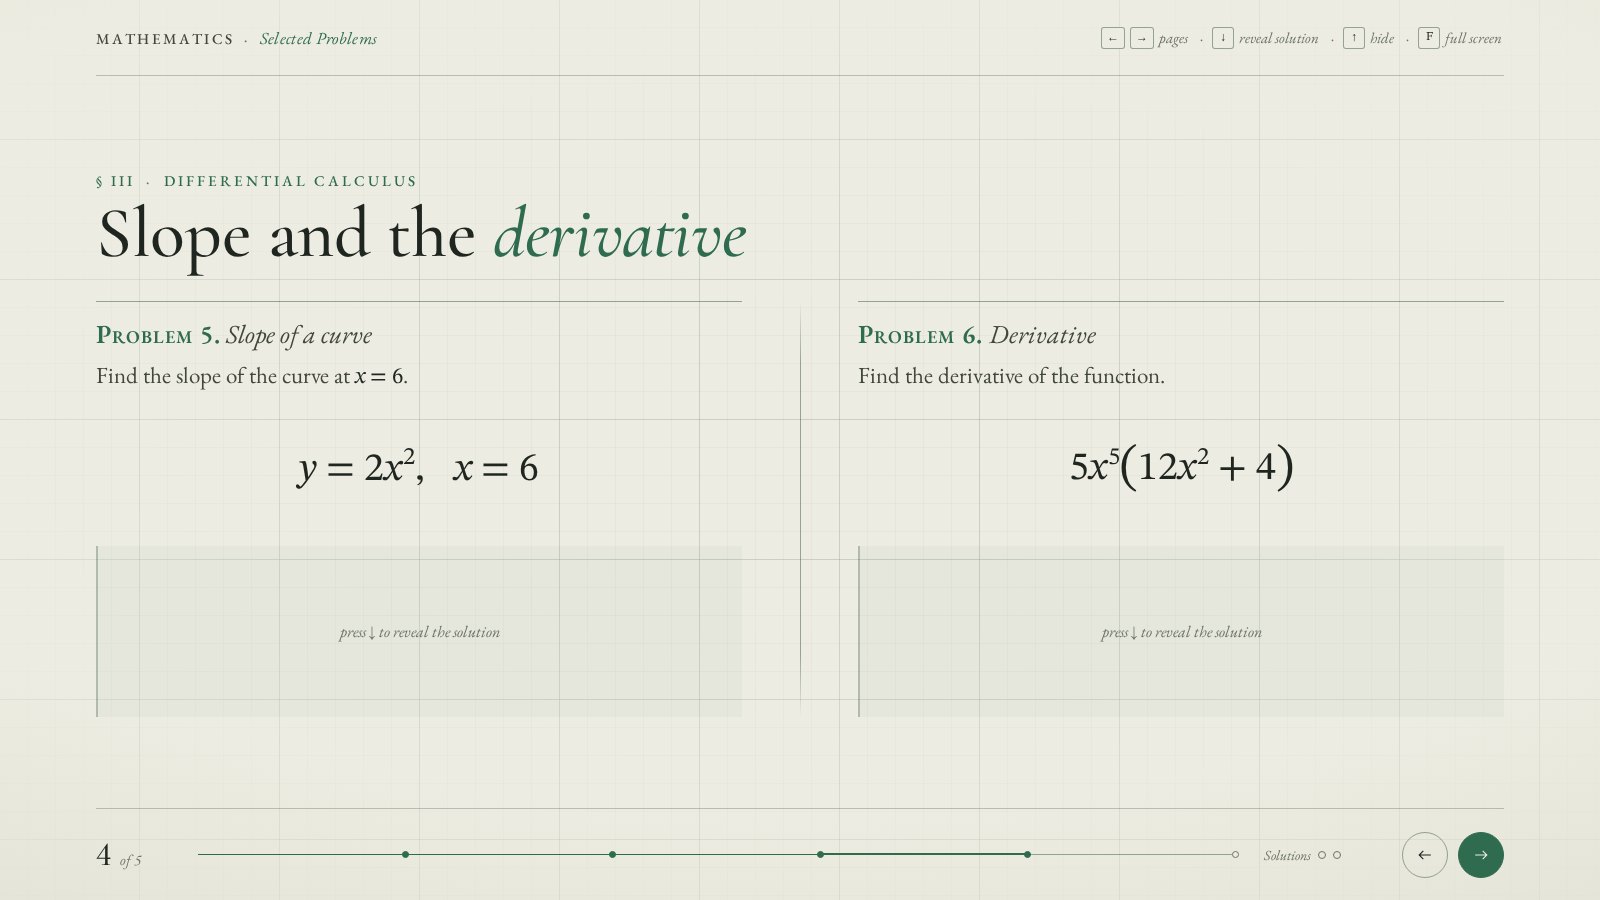 MATHEMATICS · Selected Problems
← → pages · ↓ reveal solution · ↑ hide · F full screen
§ III · DIFFERENTIAL CALCULUS
Slope and the derivative
Problem 5. Slope of a curve
Find the slope of the curve at x = 6.
y = 2x², x = 6
press ↓ to reveal the solution
Problem 6. Derivative
Find the derivative of the function.
5x⁵(12x² + 4)
press ↓ to reveal the solution
4 of 5
Solutions
← →